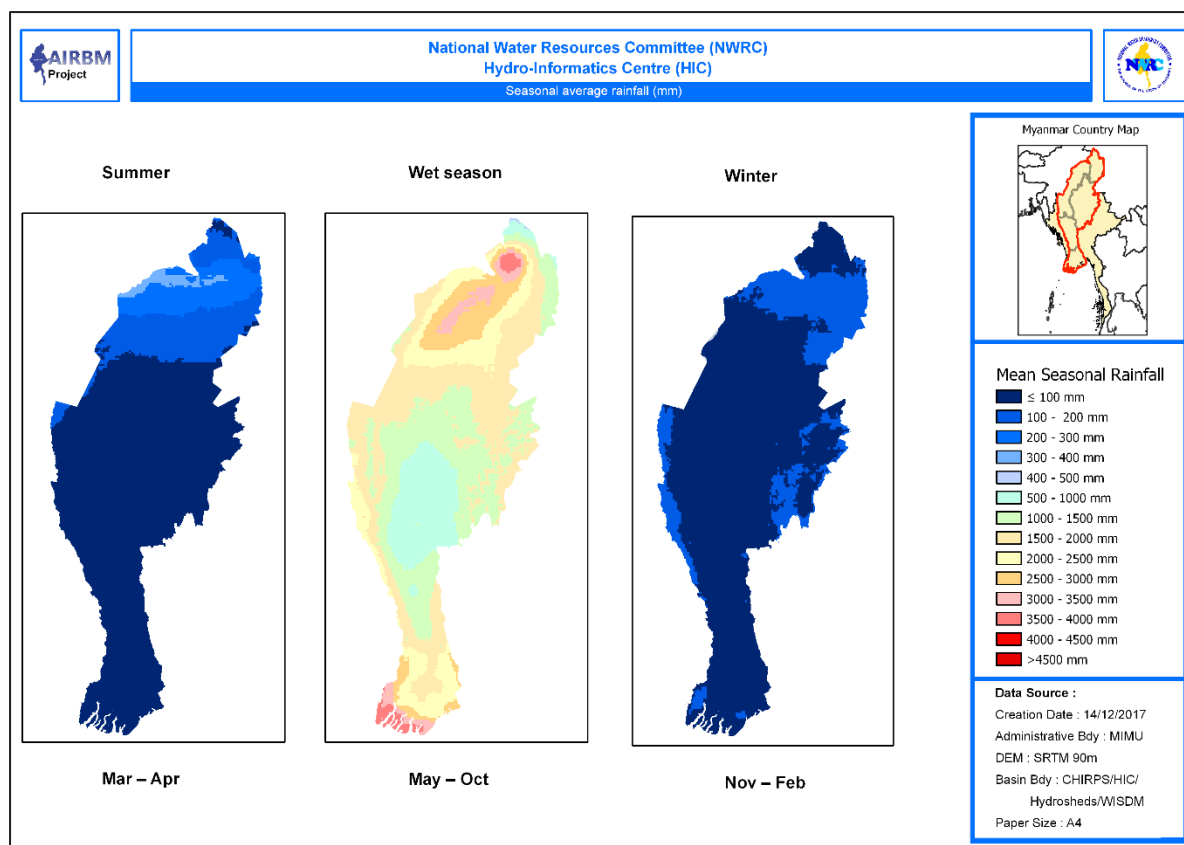 AIRBM
Project
National Water Resources Committee (NWRC)
Hydro-Informatics Centre (HIC)
Seasonal average rainfall (mm)
NWRC
Summer
Wet season
Winter
Mar – Apr
May – Oct
Nov – Feb
Myanmar Country Map
Mean Seasonal Rainfall
≤ 100 mm
100 - 200 mm
200 - 300 mm
300 - 400 mm
400 - 500 mm
500 - 1000 mm
1000 - 1500 mm
1500 - 2000 mm
2000 - 2500 mm
2500 - 3000 mm
3000 - 3500 mm
3500 - 4000 mm
4000 - 4500 mm
>4500 mm
Data Source :
Creation Date : 14/12/2017
Administrative Bdy : MIMU
DEM : SRTM 90m
Basin Bdy : CHIRPS/HIC/
Hydrosheds/WISDM
Paper Size : A4